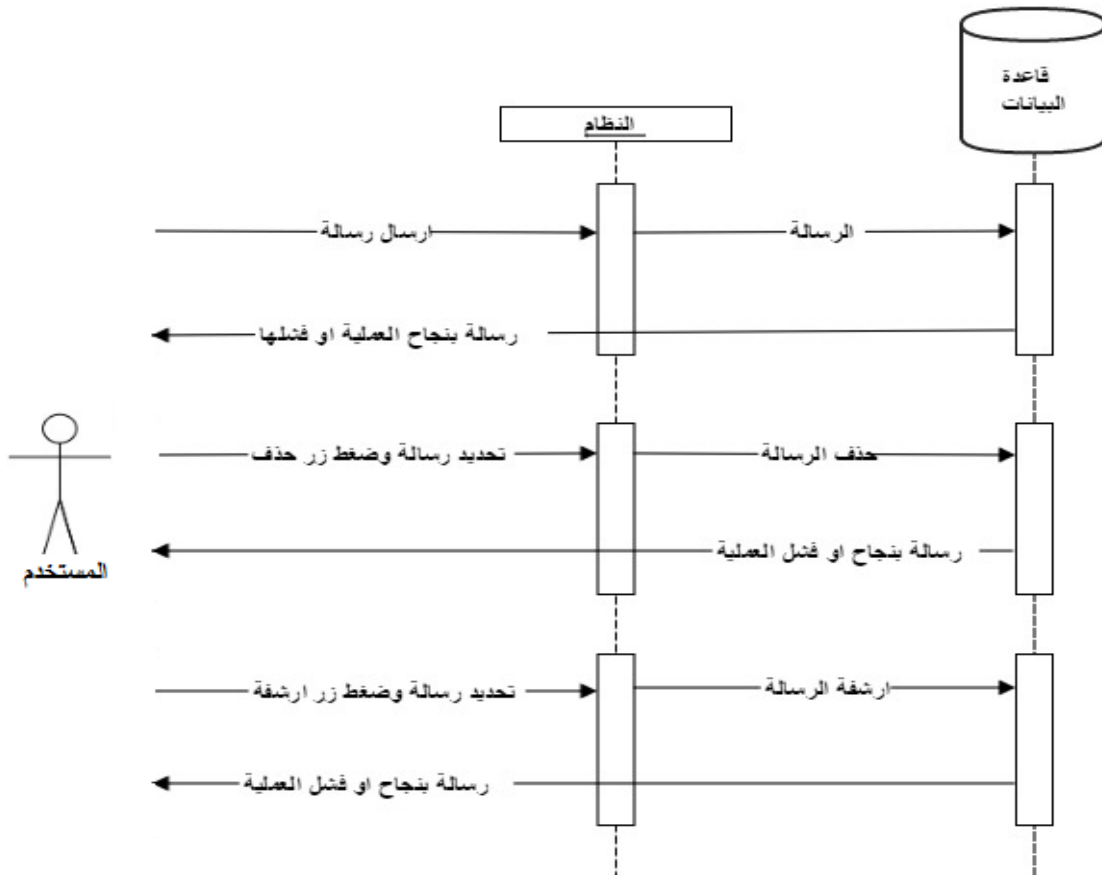 قاعدة
البيانات
النظام
ارسال رسالة
الرسالة
رسالة بنجاح العملية او فشلها
تحديد رسالة وضغط زر حذف
حذف الرسالة
رسالة بنجاح او فشل العملية
المستخدم
تحديد رسالة وضغط زر ارشفة
ارشفة الرسالة
رسالة بنجاح او فشل العملية